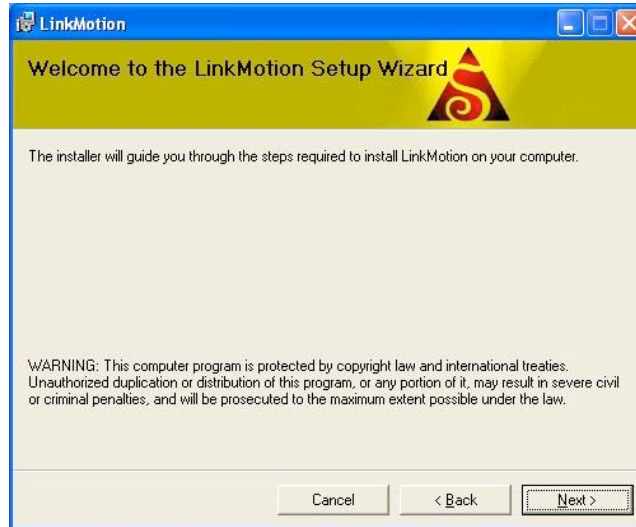 LinkMotion
Welcome to the LinkMotion Setup Wizard
The installer will guide you through the steps required to install LinkMotion on your computer.
WARNING: This computer program is protected by copyright law and international treaties.
Unauthorized duplication or distribution of this program, or any portion of it, may result in severe civil
or criminal penalties, and will be prosecuted to the maximum extent possible under the law.
Cancel
< Back
Next >